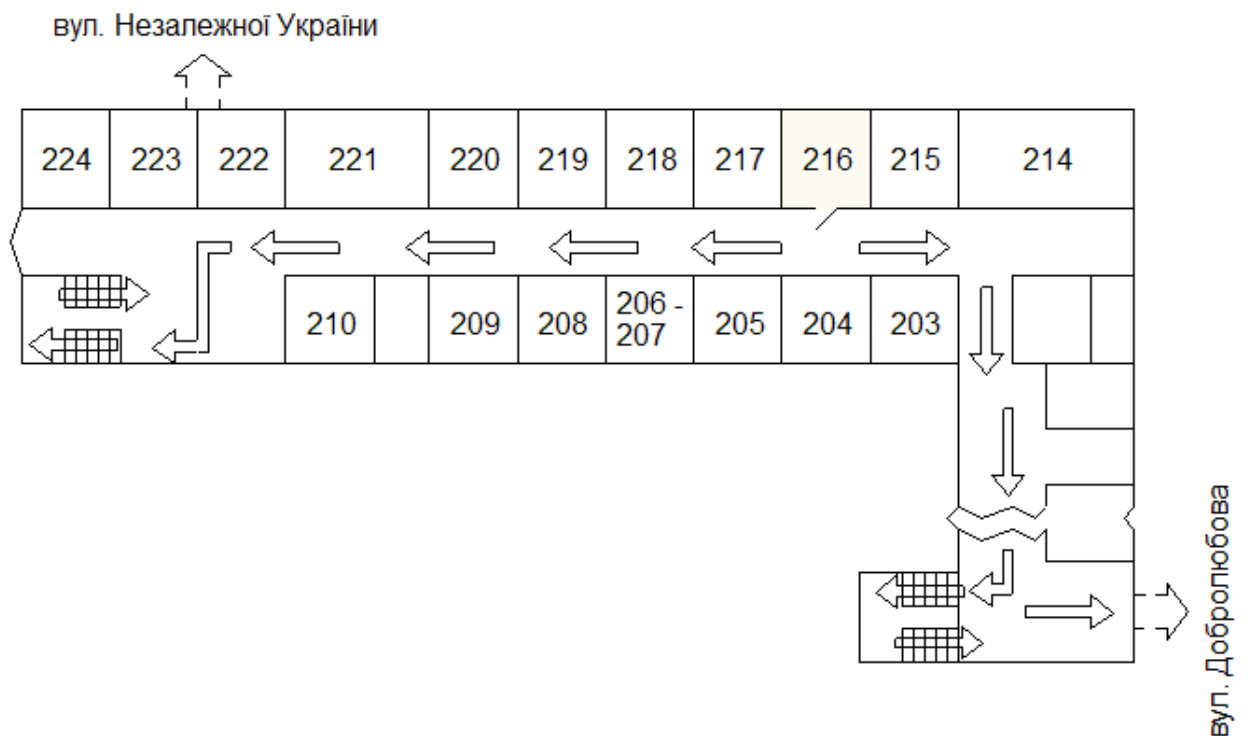 вул. Незалежної України
224 223 222 221 220 219 218 217 216 215 214
210 209 208 206 - 207 205 204 203
вул. Добролюбова